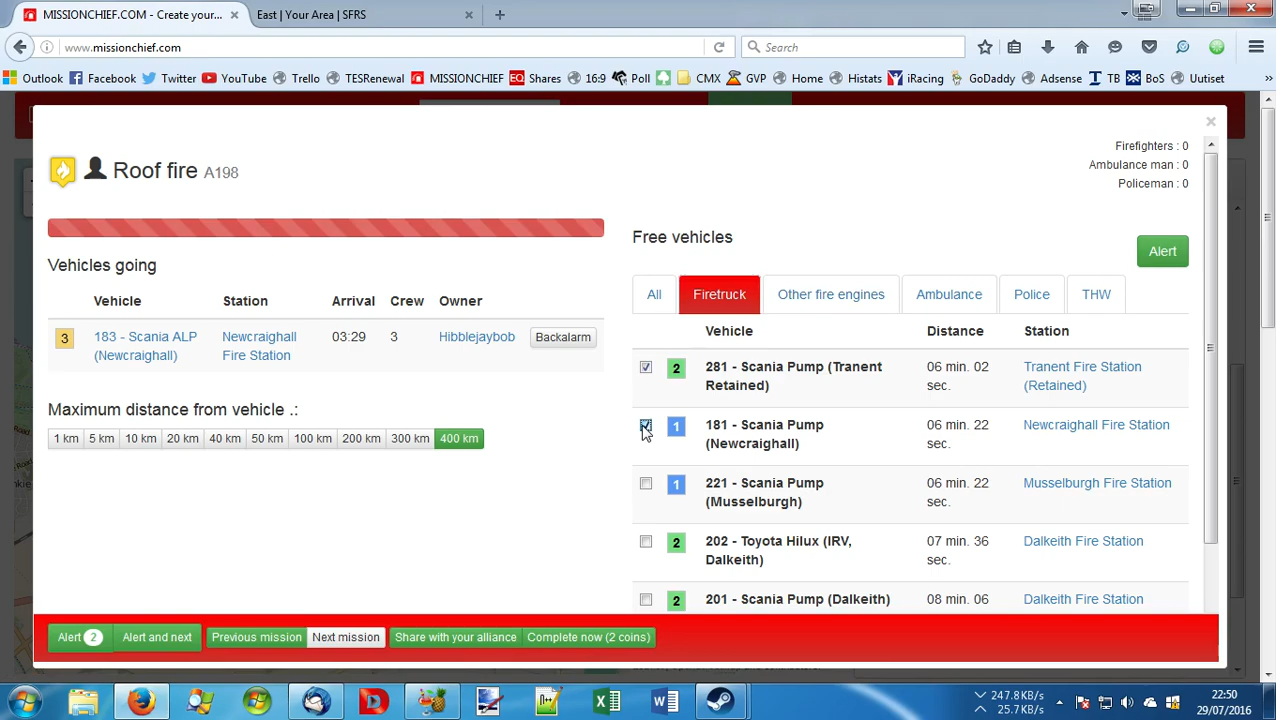 MISSIONCHIEF.COM - Create your...
East | Your Area | SFRS
www.missionchief.com
Search
Outlook Facebook Twitter YouTube Trello TESRenewal MISSIONCHIEF Shares 16:9 Poll CMX GVP Home Histats iRacing GoDaddy Adsense TB BoS Uutiset »
Firefighters : 0
Ambulance man : 0
Policeman : 0
Roof fire A198
Free vehicles
Alert
Vehicles going
All Firetruck Other fire engines Ambulance Police THW
Vehicle Station Arrival Crew Owner
3 183 - Scania ALP (Newcraighall) Newcraighall Fire Station 03:29 3 Hibblejaybob Backalarm
Maximum distance from vehicle .:
1 km 5 km 10 km 20 km 40 km 50 km 100 km 200 km 300 km 400 km
Vehicle Distance Station
2 281 - Scania Pump (Tranent Retained) 06 min. 02 sec. Tranent Fire Station (Retained)
1 181 - Scania Pump (Newcraighall) 06 min. 22 sec. Newcraighall Fire Station
1 221 - Scania Pump (Musselburgh) 06 min. 22 sec. Musselburgh Fire Station
2 202 - Toyota Hilux (IRV, Dalkeith) 07 min. 36 sec. Dalkeith Fire Station
2 201 - Scania Pump (Dalkeith) 08 min. 06 Dalkeith Fire Station
Alert 2 Alert and next Previous mission Next mission Share with your alliance Complete now (2 coins)
247.8KB/s
25.7KB/s
22:50
29/07/2016